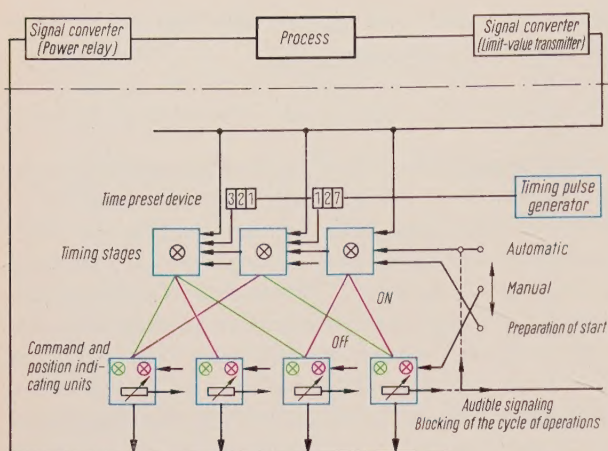 Signal converter
(Power relay)
Process
Signal converter
(Limit-value transmitter)
Time preset device
3 2 1
1 2 7
Timing pulse
generator
Timing stages
Automatic
ON
Manual
Off
Preparation of start
Command and
position indi-
cating units
Audible signaling
Blocking of the cycle of operations